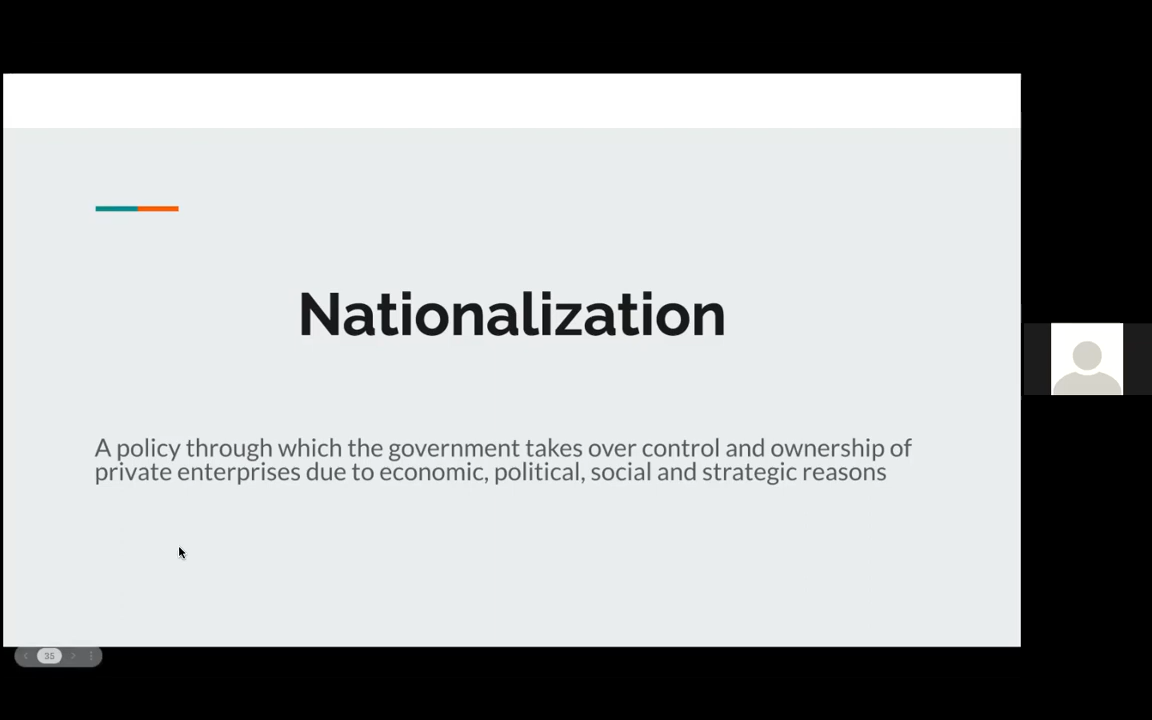 Nationalization
A policy through which the government takes over control and ownership of
private enterprises due to economic, political, social and strategic reasons
35